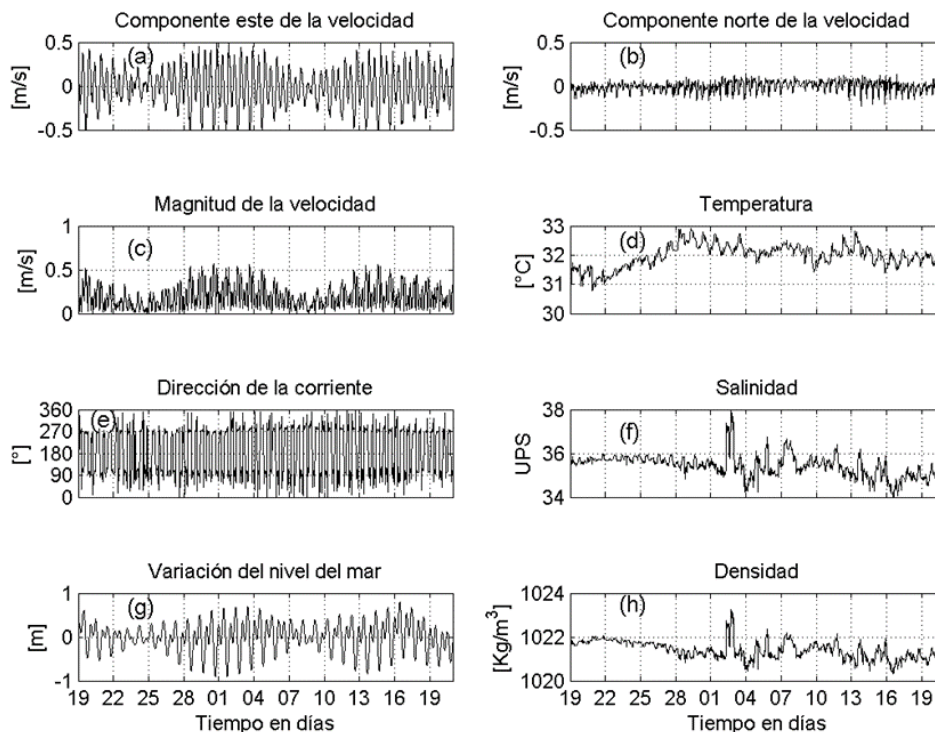 Componente este de la velocidad
(a)
0.5
0
-0.5
[m/s]
Componente norte de la velocidad
(b)
0.5
0
-0.5
[m/s]
Magnitud de la velocidad
(c)
1
0.5
0
[m/s]
Temperatura
(d)
33
32
31
30
[°C]
Dirección de la corriente
(e)
360
270
180
90
0
[°]
Salinidad
(f)
38
36
34
UPS
Variación del nivel del mar
(g)
1
0
-1
[m]
19 22 25 28 01 04 07 10 13 16 19
Tiempo en días
Densidad
(h)
1024
1022
1020
[Kg/m³]
19 22 25 28 01 04 07 10 13 16 19
Tiempo en días